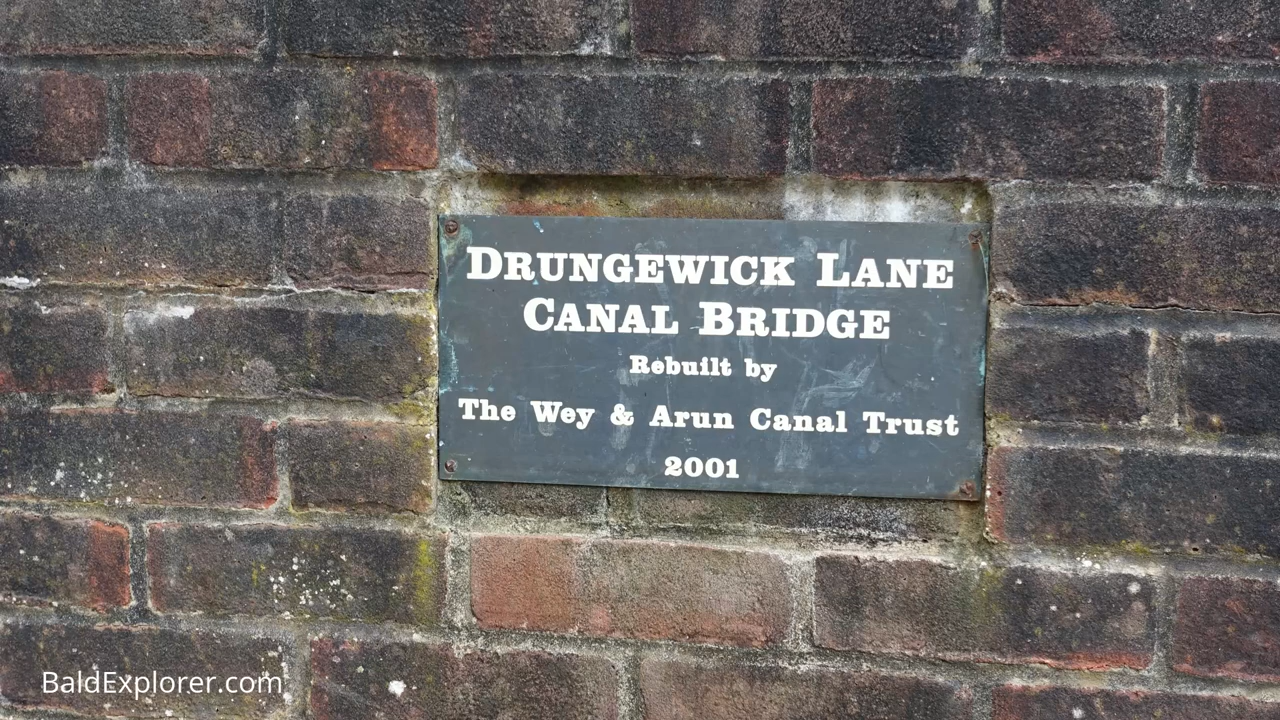 DRUNGEWICK LANE
CANAL BRIDGE
Rebuilt by
The Wey & Arun Canal Trust
2001
BaldExplorer.com